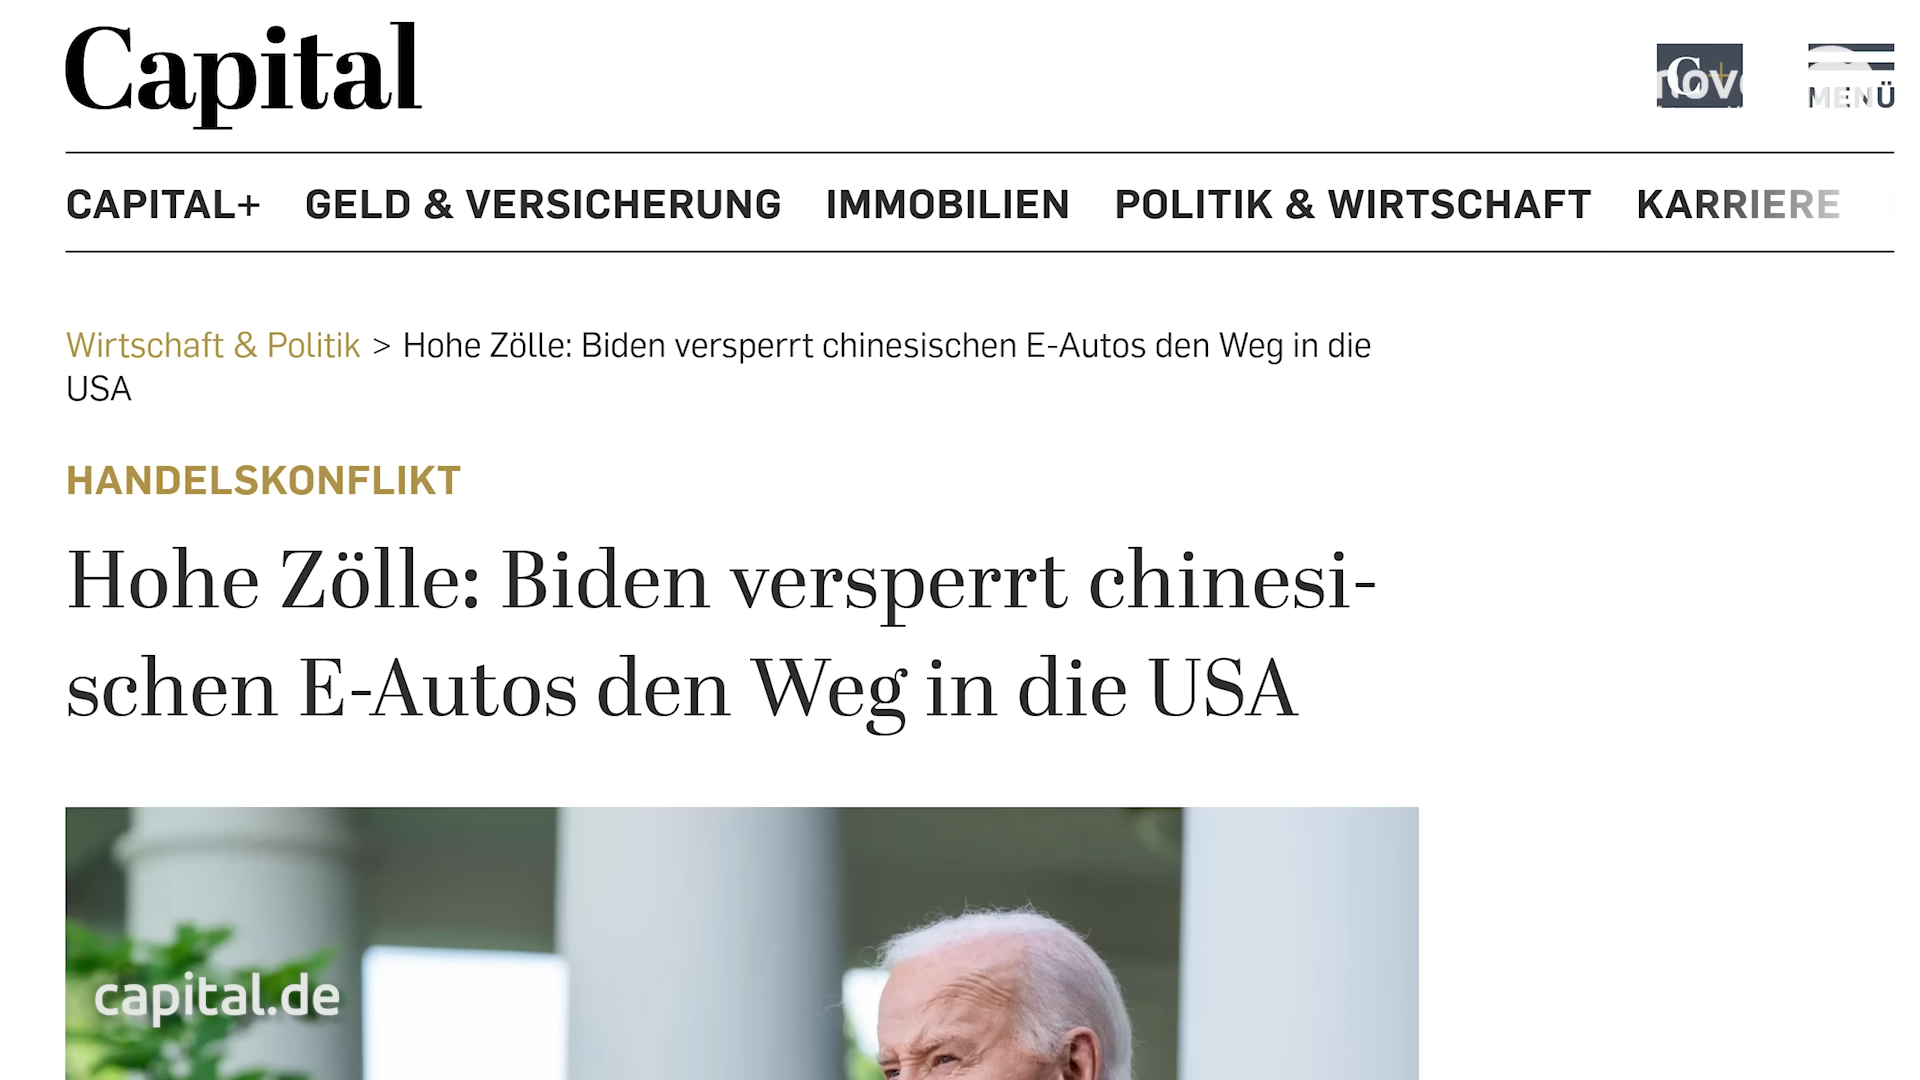 Capital
C+
MENÜ
CAPITAL+ GELD & VERSICHERUNG IMMOBILIEN POLITIK & WIRTSCHAFT KARRIERE
Wirtschaft & Politik > Hohe Zölle: Biden versperrt chinesischen E-Autos den Weg in die
USA
HANDELSKONFLIKT
Hohe Zölle: Biden versperrt chinesi-
schen E-Autos den Weg in die USA
capital.de